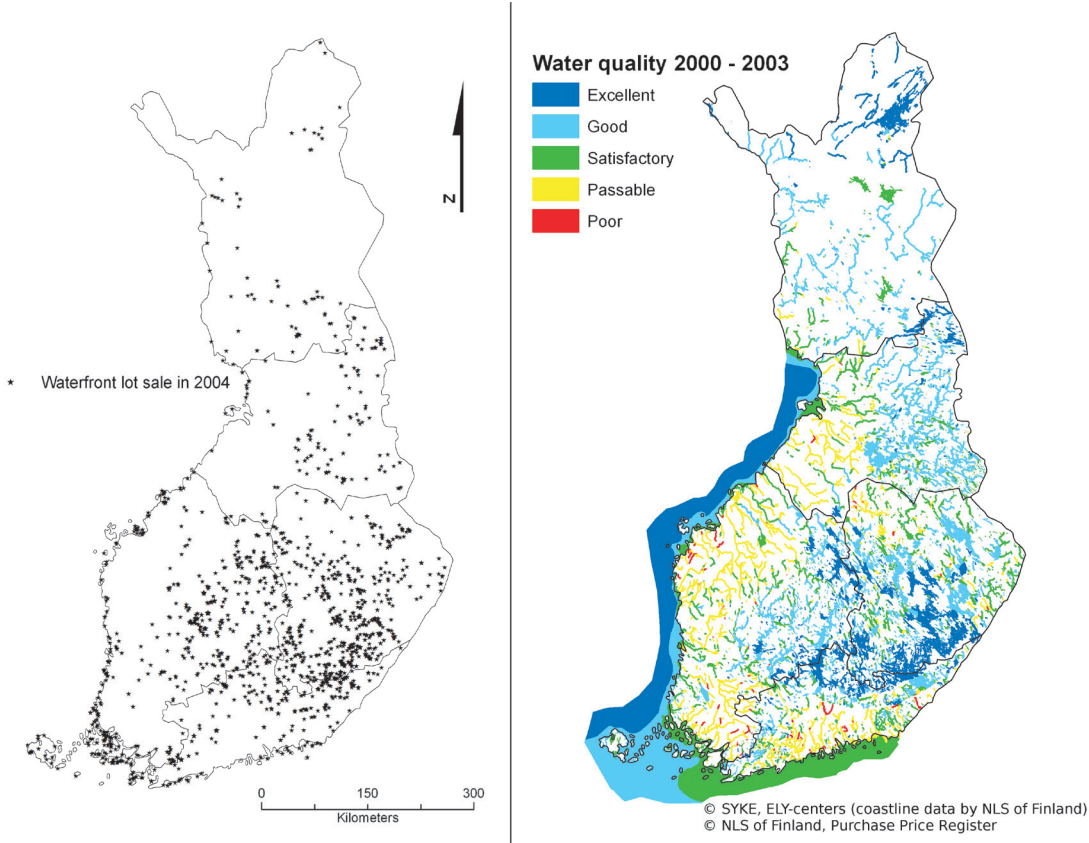 N
Waterfront lot sale in 2004
0 150 300
Kilometers
Water quality 2000 - 2003
Excellent
Good
Satisfactory
Passable
Poor
© SYKE, ELY-centers (coastline data by NLS of Finland)
© NLS of Finland, Purchase Price Register